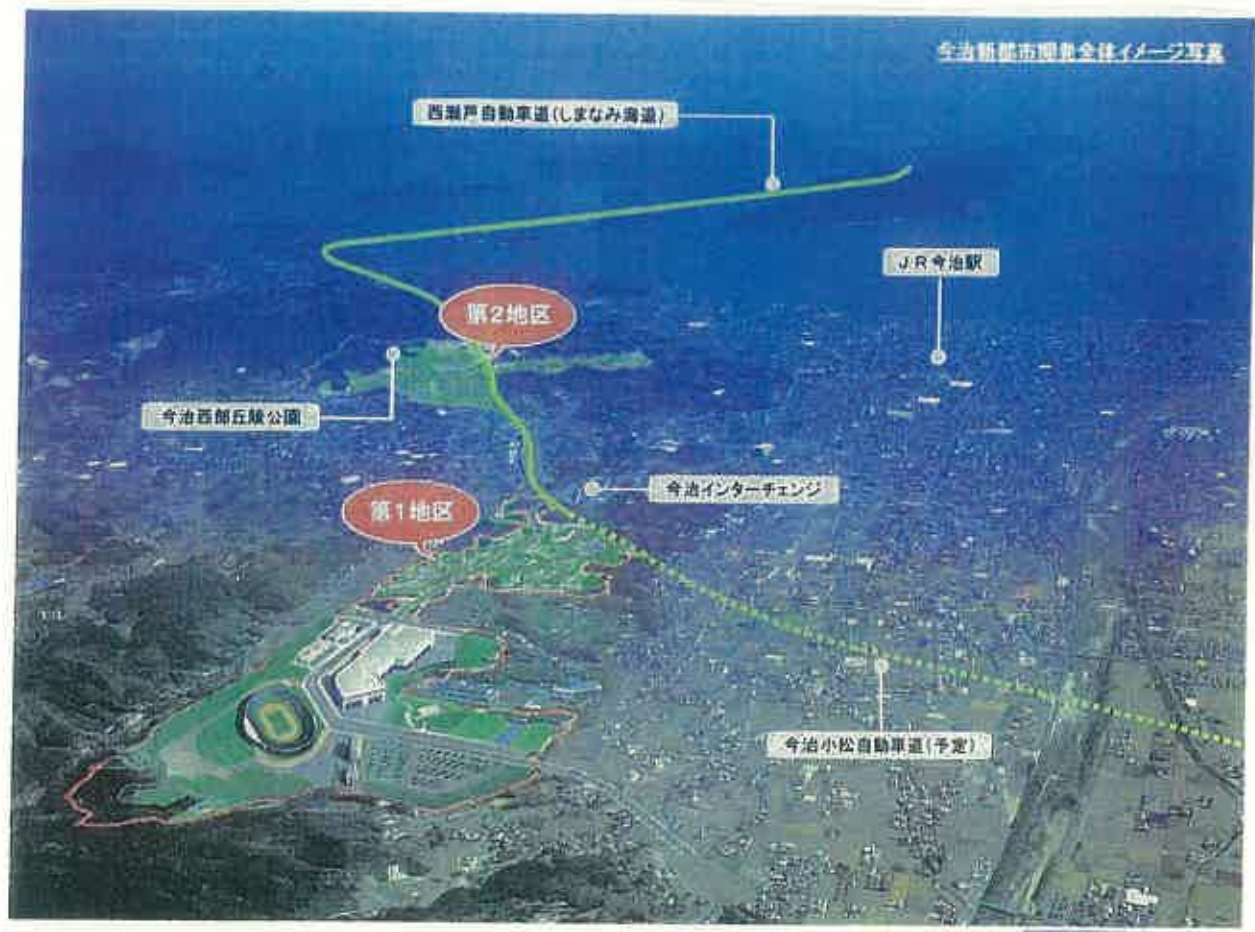 今治新都市開発全体イメージ写真
西瀬戸自動車道(しまなみ海道)
JR今治駅
第2地区
今治西部丘陵公園
今治インターチェンジ
第1地区
今治小松自動車道(予定)